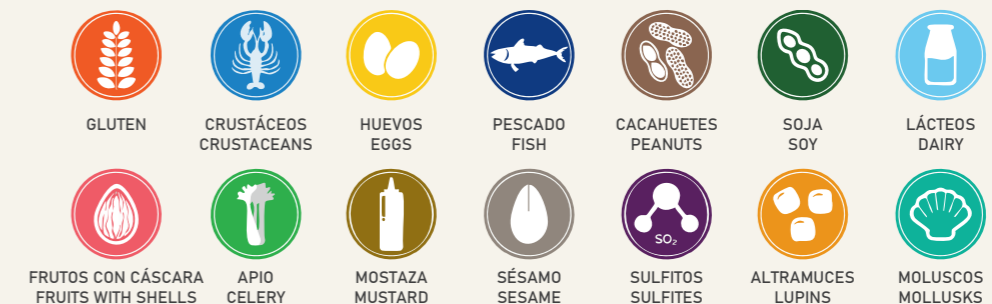 GLUTEN
CRUSTÁCEOS
CRUSTACEANS
HUEVOS
EGGS
PESCADO
FISH
CACAHUETES
PEANUTS
SOJA
SOY
LÁCTEOS
DAIRY
FRUTOS CON CÁSCARA
FRUITS WITH SHELLS
APIO
CELERY
MOSTAZA
MUSTARD
SÉSAMO
SESAME
SO₂
SULFITOS
SULFITES
ALTRAMUCES
LUPINS
MOLUSCOS
MOLLUSKS